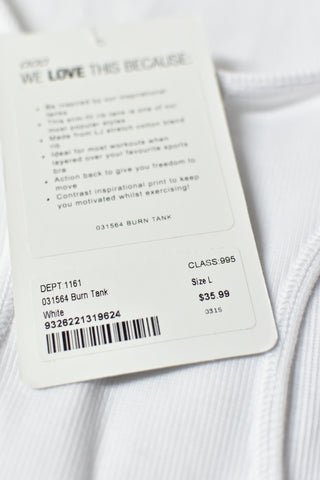 WE LOVE THIS BECAUSE:
• Be inspired by our inspirational
tanks
• This slim fit rib tank is one of our
most popular styles
• Made from LJ stretch cotton blend
rib
• Ideal for most workouts when
layered over your favourite sports
bra
• Action back to give you freedom to
move
• Contrast inspirational print to keep
you motivated whilst exercising!
031564 BURN TANK
DEPT:1161
CLASS:995
031564 Burn Tank
Size L
White
$35.99
9326221319624
0315